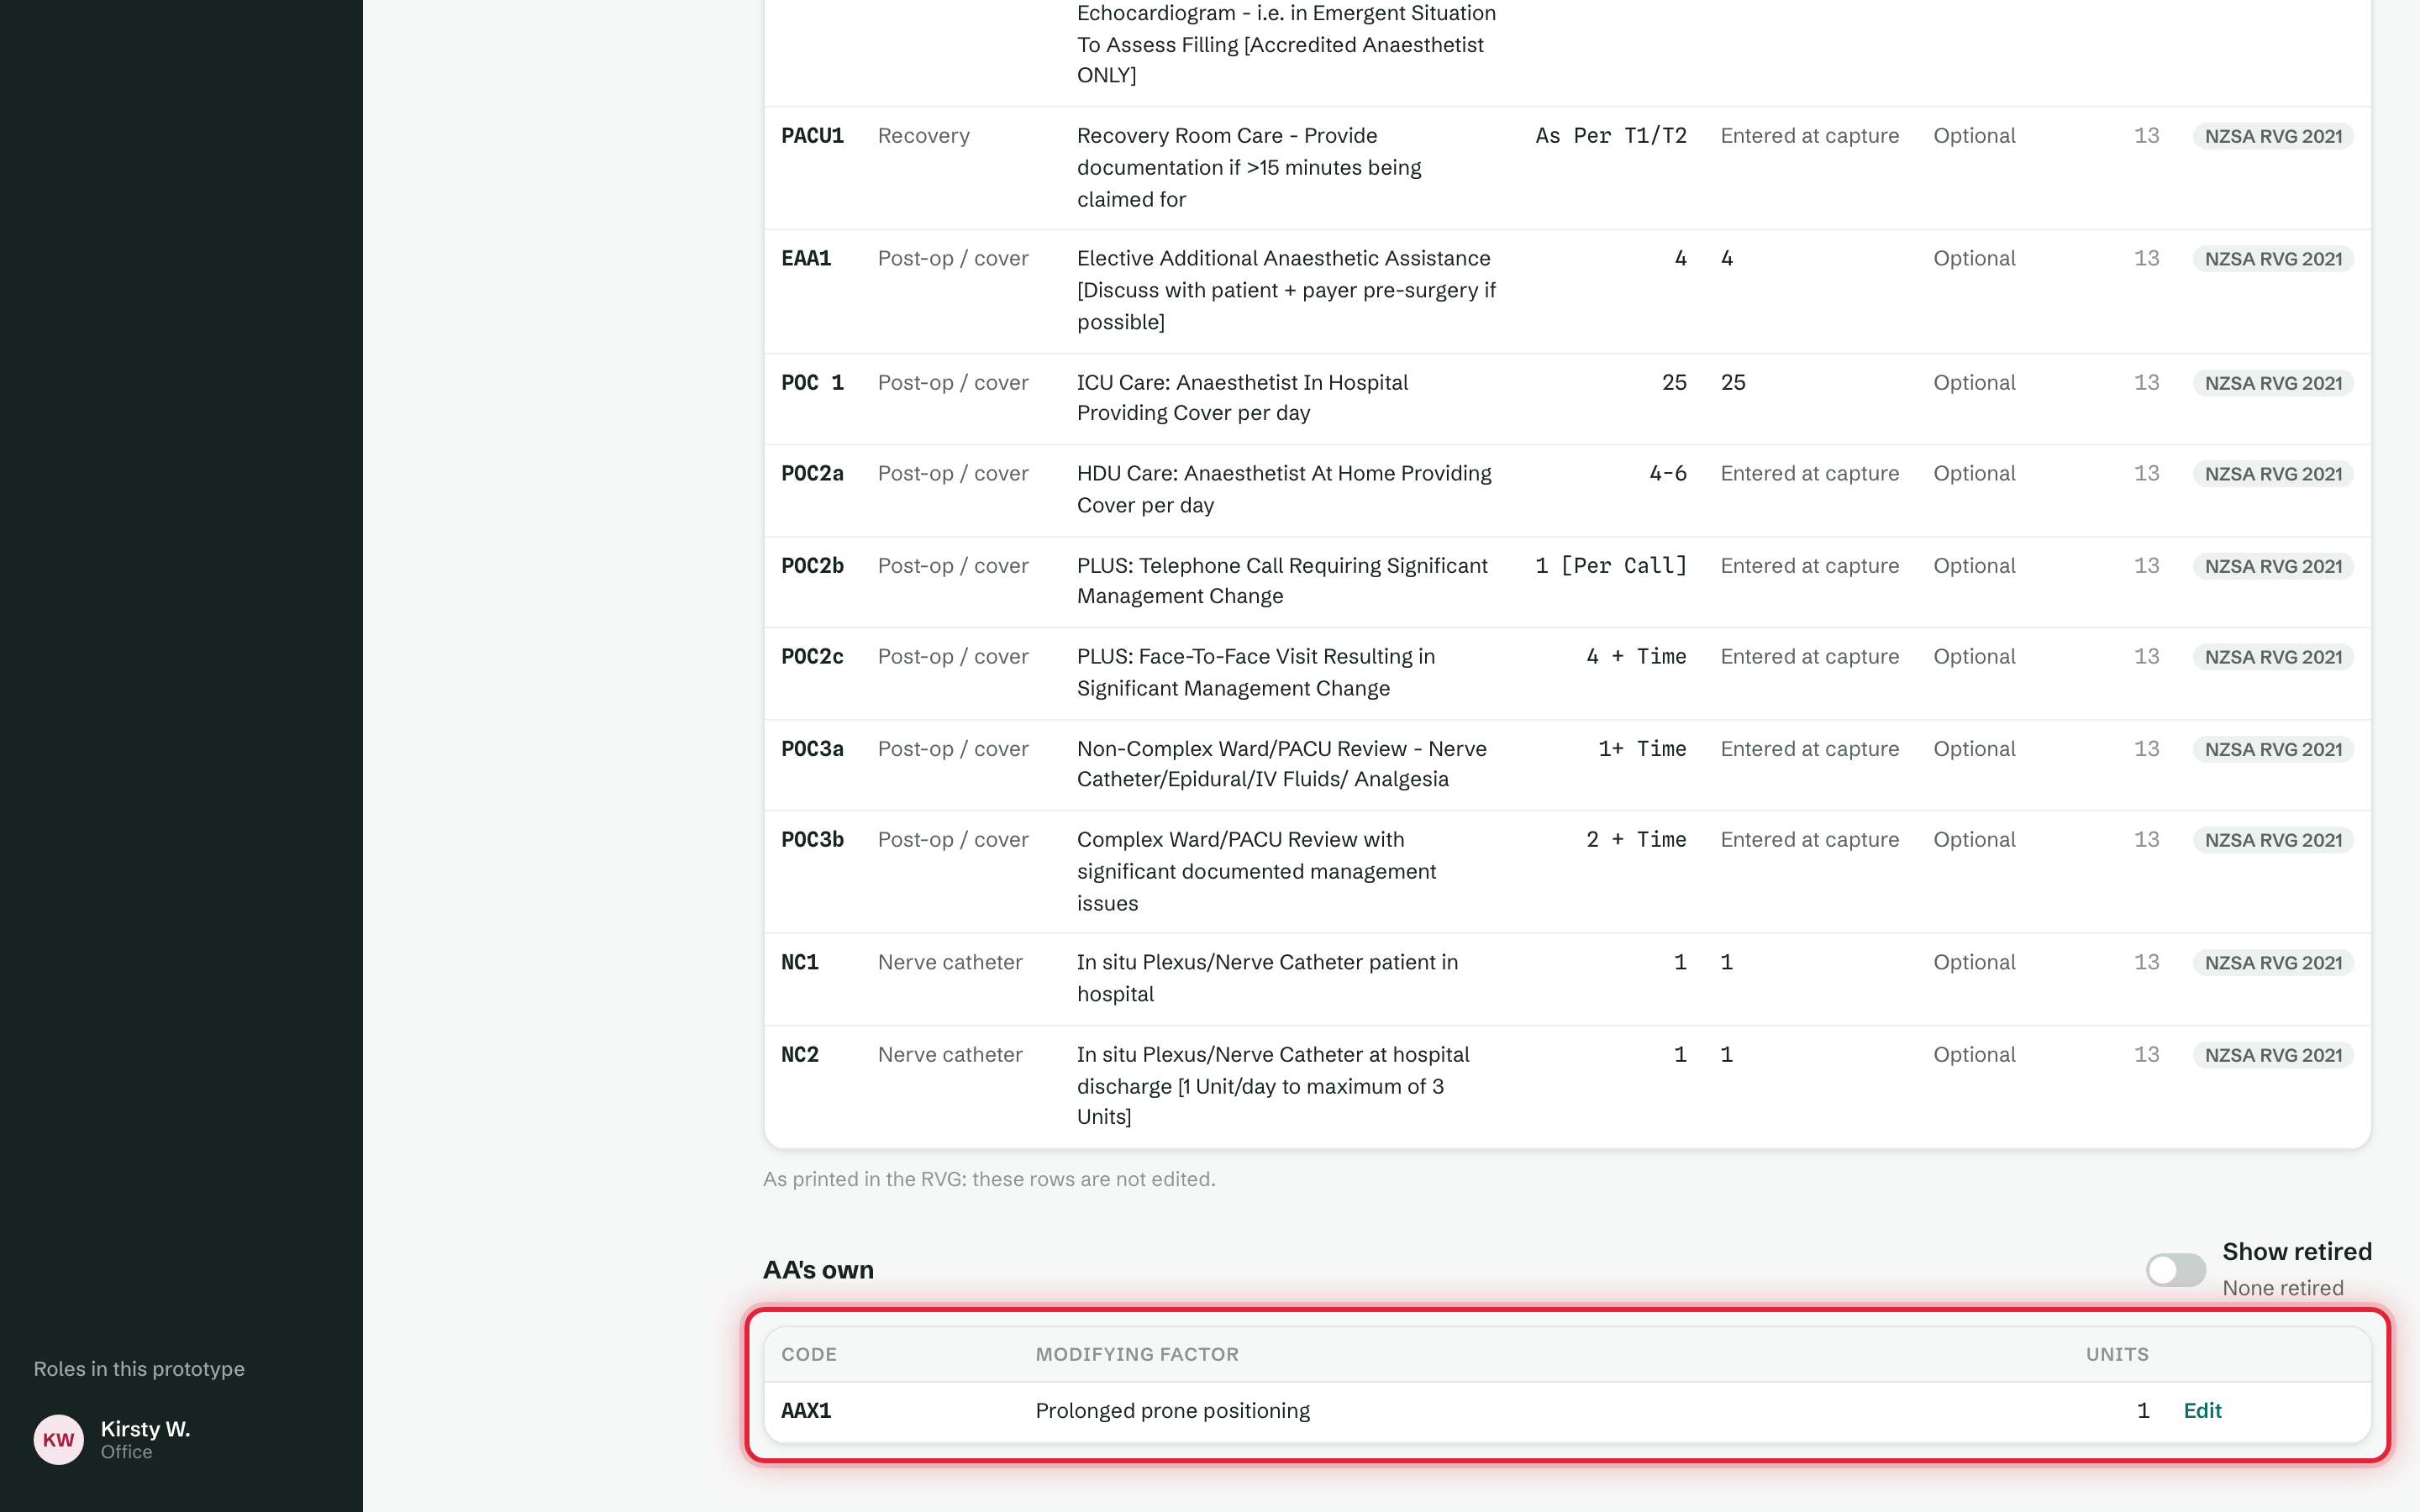 Echocardiogram - i.e. in Emergent Situation
To Assess Filling [Accredited Anaesthetist
ONLY]
PACU1 Recovery Recovery Room Care - Provide As Per T1/T2 Entered at capture Optional 13 NZSA RVG 2021
documentation if >15 minutes being
claimed for
EAA1 Post-op / cover Elective Additional Anaesthetic Assistance 4 4 Optional 13 NZSA RVG 2021
[Discuss with patient + payer pre-surgery if
possible]
POC 1 Post-op / cover ICU Care: Anaesthetist In Hospital 25 25 Optional 13 NZSA RVG 2021
Providing Cover per day
POC2a Post-op / cover HDU Care: Anaesthetist At Home Providing 4-6 Entered at capture Optional 13 NZSA RVG 2021
Cover per day
POC2b Post-op / cover PLUS: Telephone Call Requiring Significant 1 [Per Call] Entered at capture Optional 13 NZSA RVG 2021
Management Change
POC2c Post-op / cover PLUS: Face-To-Face Visit Resulting in 4 + Time Entered at capture Optional 13 NZSA RVG 2021
Significant Management Change
POC3a Post-op / cover Non-Complex Ward/PACU Review - Nerve 1+ Time Entered at capture Optional 13 NZSA RVG 2021
Catheter/Epidural/IV Fluids/ Analgesia
POC3b Post-op / cover Complex Ward/PACU Review with 2 + Time Entered at capture Optional 13 NZSA RVG 2021
significant documented management
issues
NC1 Nerve catheter In situ Plexus/Nerve Catheter patient in 1 1 Optional 13 NZSA RVG 2021
hospital
NC2 Nerve catheter In situ Plexus/Nerve Catheter at hospital 1 1 Optional 13 NZSA RVG 2021
discharge [1 Unit/day to maximum of 3
Units]
As printed in the RVG: these rows are not edited.
AA's own
Show retired
None retired
CODE MODIFYING FACTOR UNITS
AAX1 Prolonged prone positioning 1 Edit
Roles in this prototype
KW Kirsty W.
Office